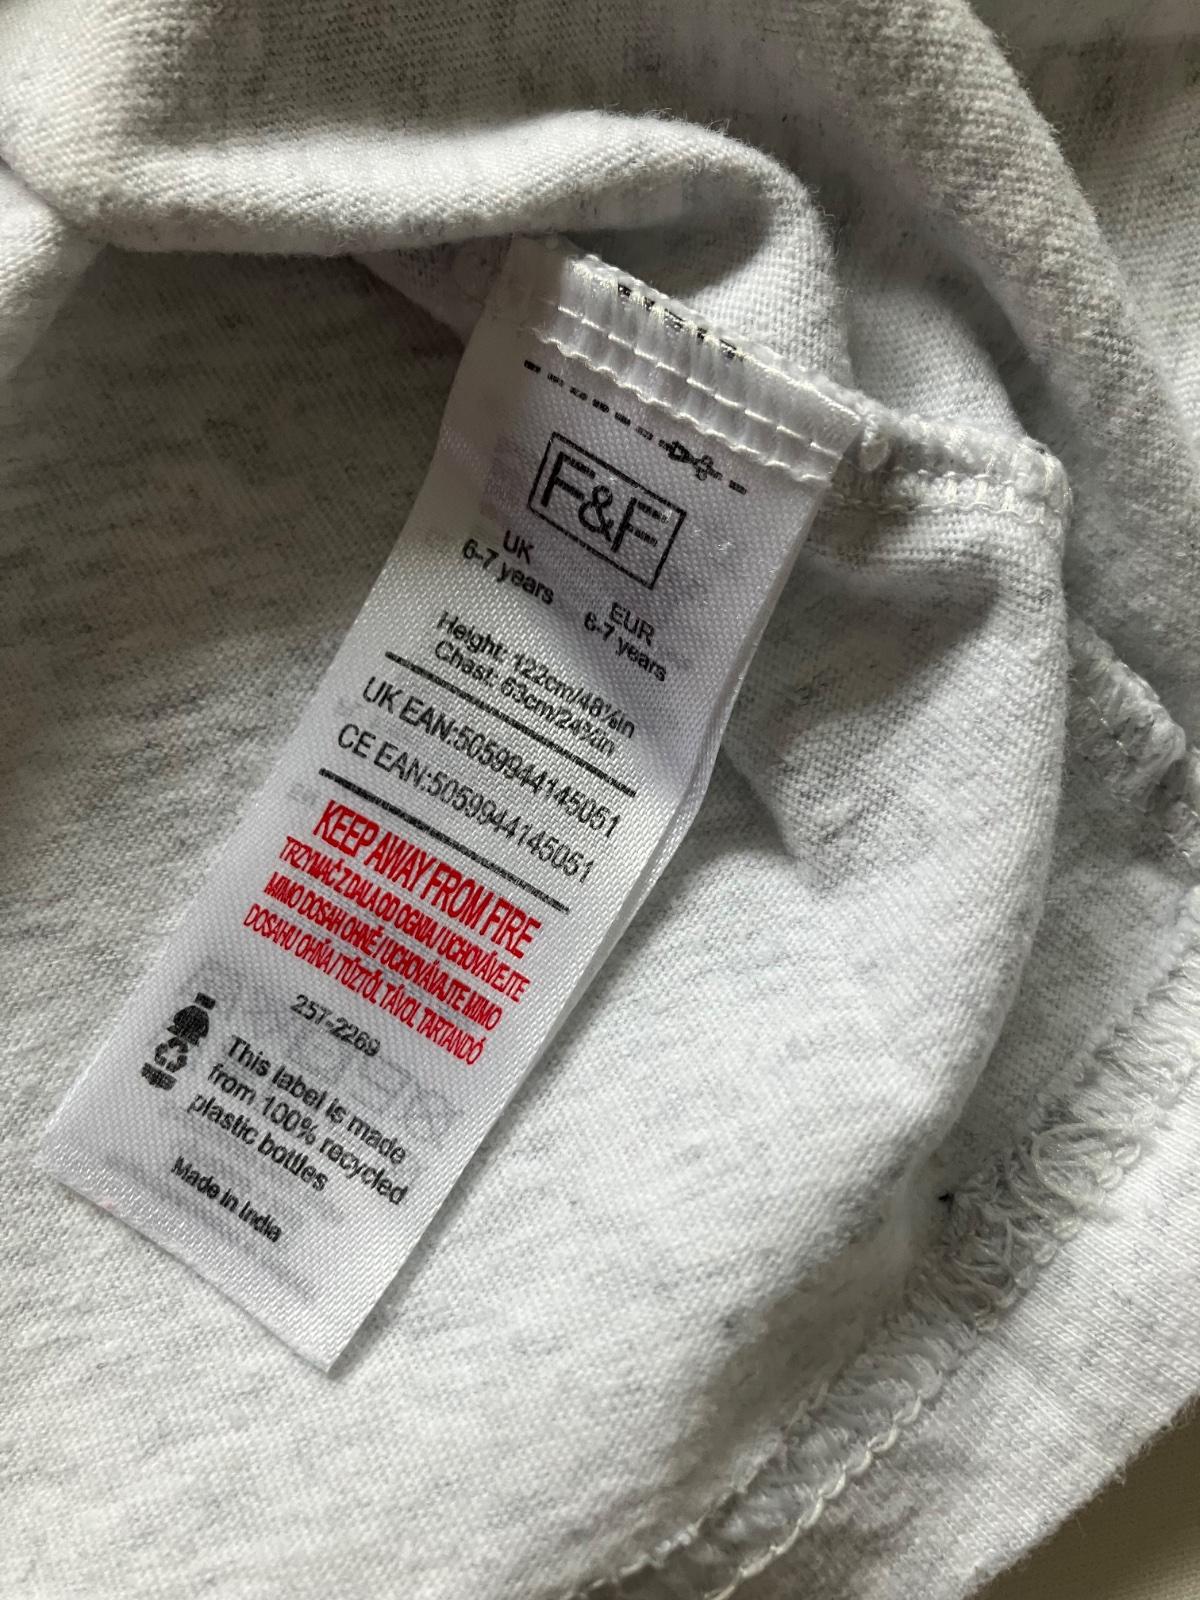 F&F
UK
6-7 years
EUR
6-7 years
Height: 122cm/48⅛in
Chest: 63cm/24¾in
UK EAN:5059944145051
CE EAN:5059944145051
KEEP AWAY FROM FIRE
TRZYMAĆ Z DALA OD OGNIA / UCHOVÁVEJTE
MIMO DOSAH OHNĚ / UCHOVÁVAJTE MIMO
DOSAHU OHŇA / TŰZTŐL TÁVOL TARTANDÓ
257-2269
This label is made
from 100% recycled
plastic bottles
Made in India